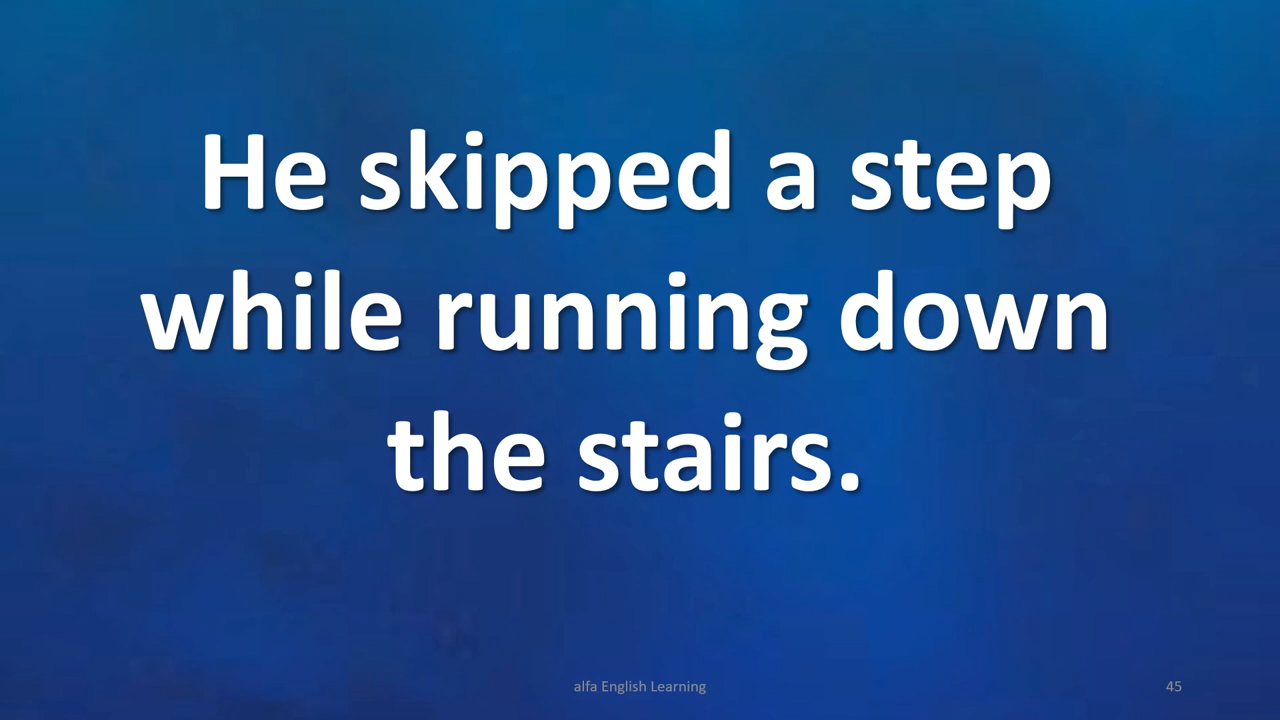 He skipped a step
while running down
the stairs.
alfa English Learning
45